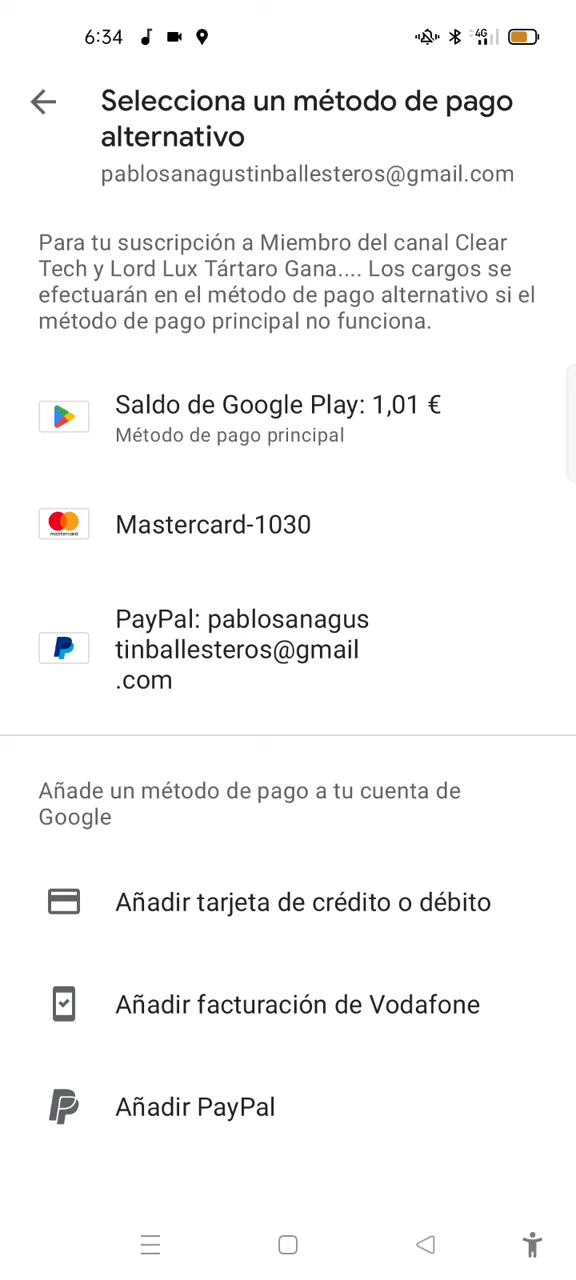 6:34
4G
Selecciona un método de pago
alternativo
pablosanagustinballesteros@gmail.com
Para tu suscripción a Miembro del canal Clear
Tech y Lord Lux Tártaro Gana.... Los cargos se
efectuarán en el método de pago alternativo si el
método de pago principal no funciona.
Saldo de Google Play: 1,01 €
Método de pago principal
mastercard
Mastercard-1030
PayPal: pablosanagus
tinballesteros@gmail
.com
Añade un método de pago a tu cuenta de
Google
Añadir tarjeta de crédito o débito
Añadir facturación de Vodafone
Añadir PayPal